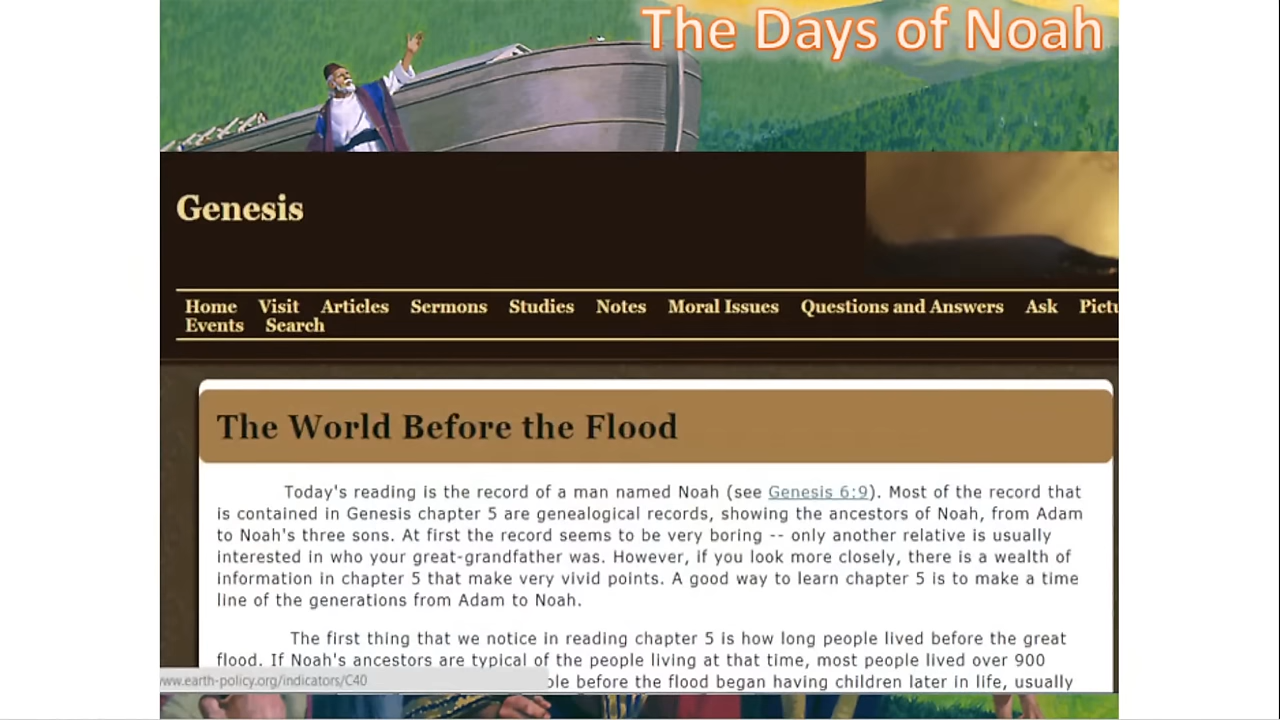 The Days of Noah
Genesis
Home Visit Articles Sermons Studies Notes Moral Issues Questions and Answers Ask Pictu
Events Search
The World Before the Flood
Today's reading is the record of a man named Noah (see Genesis 6:9). Most of the record that
is contained in Genesis chapter 5 are genealogical records, showing the ancestors of Noah, from Adam
to Noah's three sons. At first the record seems to be very boring -- only another relative is usually
interested in who your great-grandfather was. However, if you look more closely, there is a wealth of
information in chapter 5 that make very vivid points. A good way to learn chapter 5 is to make a time
line of the generations from Adam to Noah.
The first thing that we notice in reading chapter 5 is how long people lived before the great
flood. If Noah's ancestors are typical of the people living at that time, most people lived over 900
www.earth-policy.org/indicators/C40 ple before the flood began having children later in life, usually